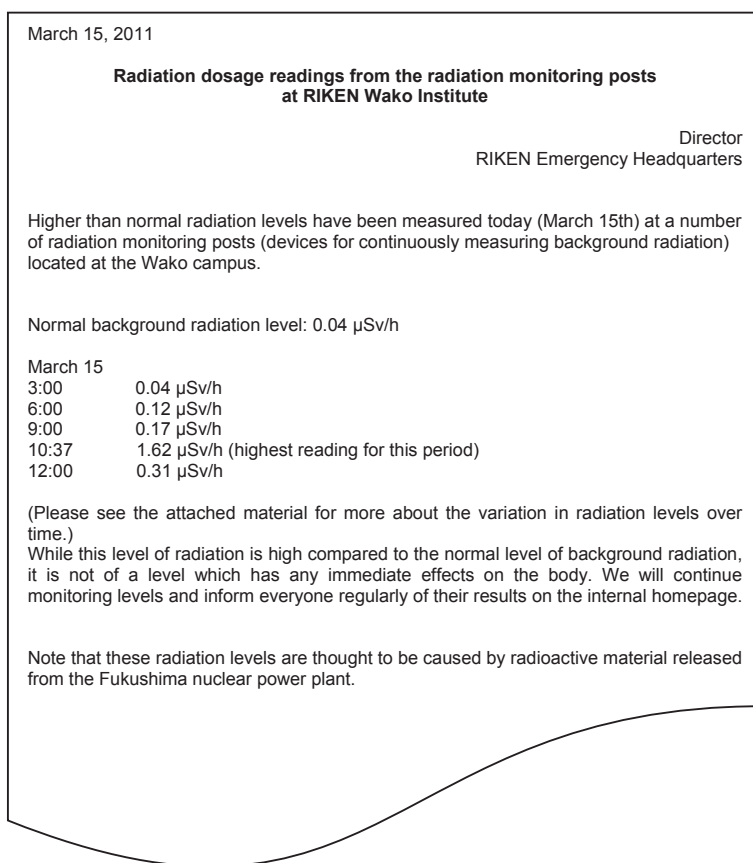 March 15, 2011
Radiation dosage readings from the radiation monitoring posts
at RIKEN Wako Institute
Director
RIKEN Emergency Headquarters
Higher than normal radiation levels have been measured today (March 15th) at a number
of radiation monitoring posts (devices for continuously measuring background radiation)
located at the Wako campus.
Normal background radiation level: 0.04 µSv/h
March 15
3:00 0.04 µSv/h
6:00 0.12 µSv/h
9:00 0.17 µSv/h
10:37 1.62 µSv/h (highest reading for this period)
12:00 0.31 µSv/h
(Please see the attached material for more about the variation in radiation levels over
time.)
While this level of radiation is high compared to the normal level of background radiation,
it is not of a level which has any immediate effects on the body. We will continue
monitoring levels and inform everyone regularly of their results on the internal homepage.
Note that these radiation levels are thought to be caused by radioactive material released
from the Fukushima nuclear power plant.